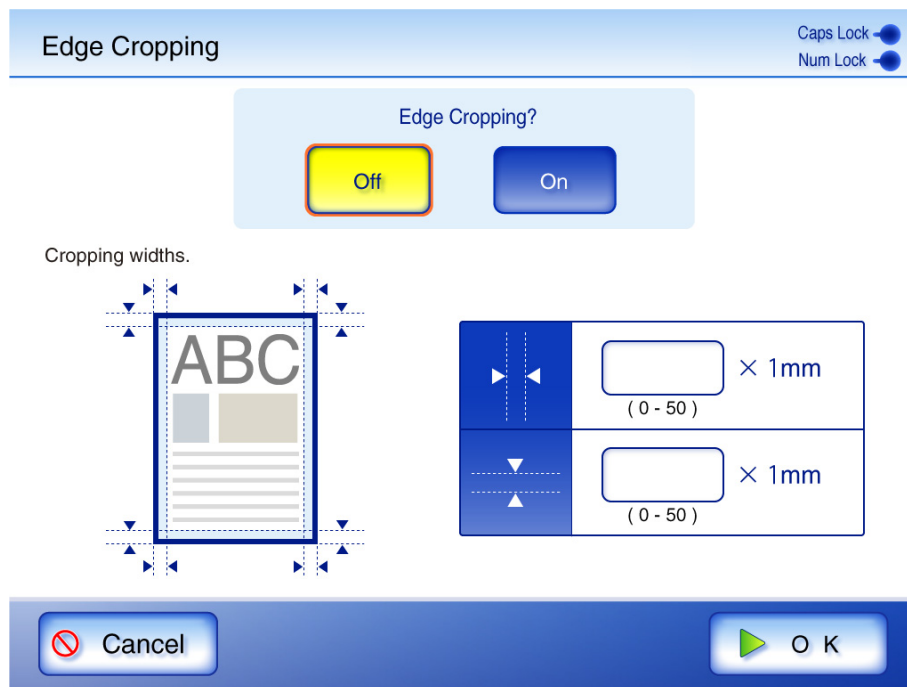 Edge Cropping
Caps Lock
Num Lock
Edge Cropping?
Off
On
Cropping widths.
ABC
× 1mm
( 0 - 50 )
× 1mm
( 0 - 50 )
Cancel
O K